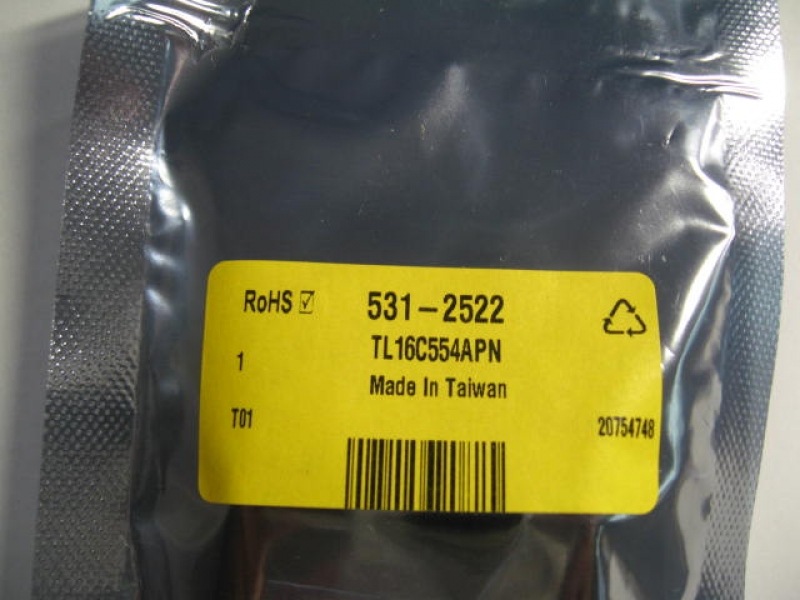 RoHS ☑ 531-2522
TL16C554APN
1
Made In Taiwan
T01
20754748